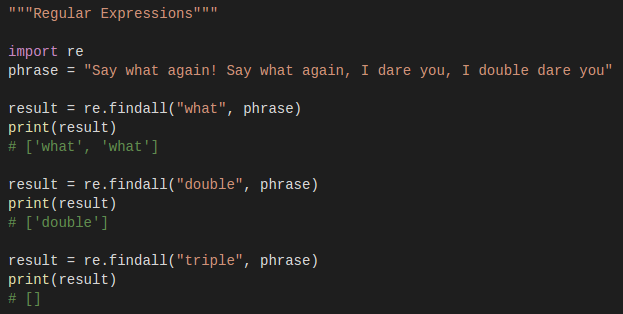 """Regular Expressions"""
import re
phrase = "Say what again! Say what again, I dare you, I double dare you"
result = re.findall("what", phrase)
print(result)
# ['what', 'what']
result = re.findall("double", phrase)
print(result)
# ['double']
result = re.findall("triple", phrase)
print(result)
# []